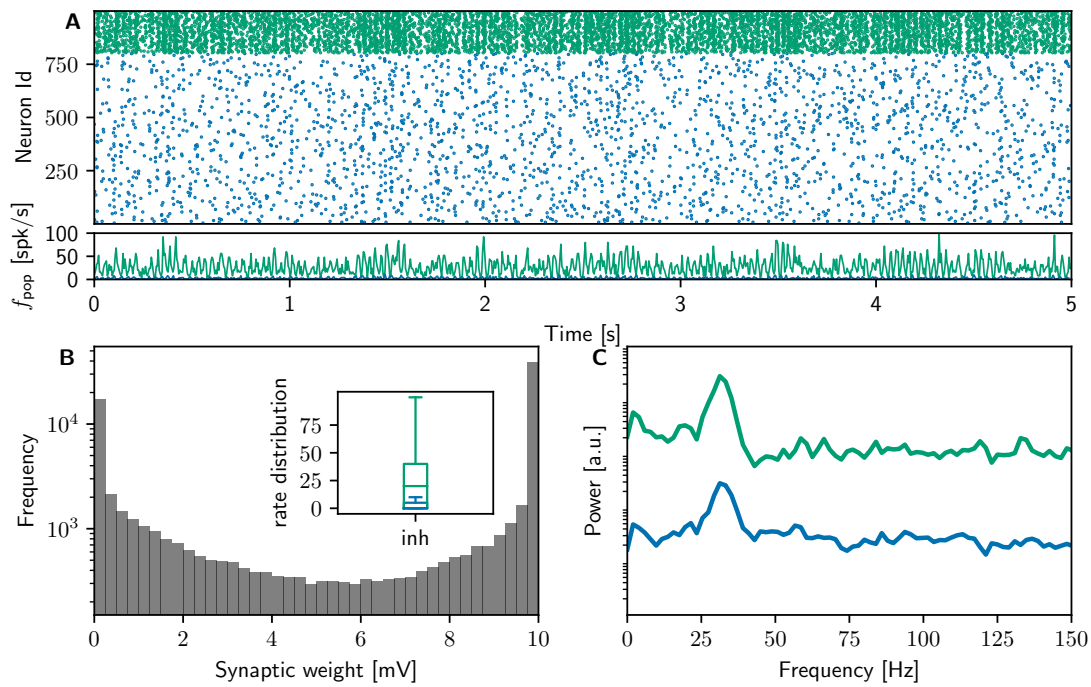 A
Neuron Id
750
500
250
f_pop [spk/s]
100
50
0
0 1 2 3 4 5
Time [s]
B
Frequency
10^4
10^3
rate distribution
75
50
25
0
inh
0 2 4 6 8 10
Synaptic weight [mV]
C
Power [a.u.]
0 25 50 75 100 125 150
Frequency [Hz]